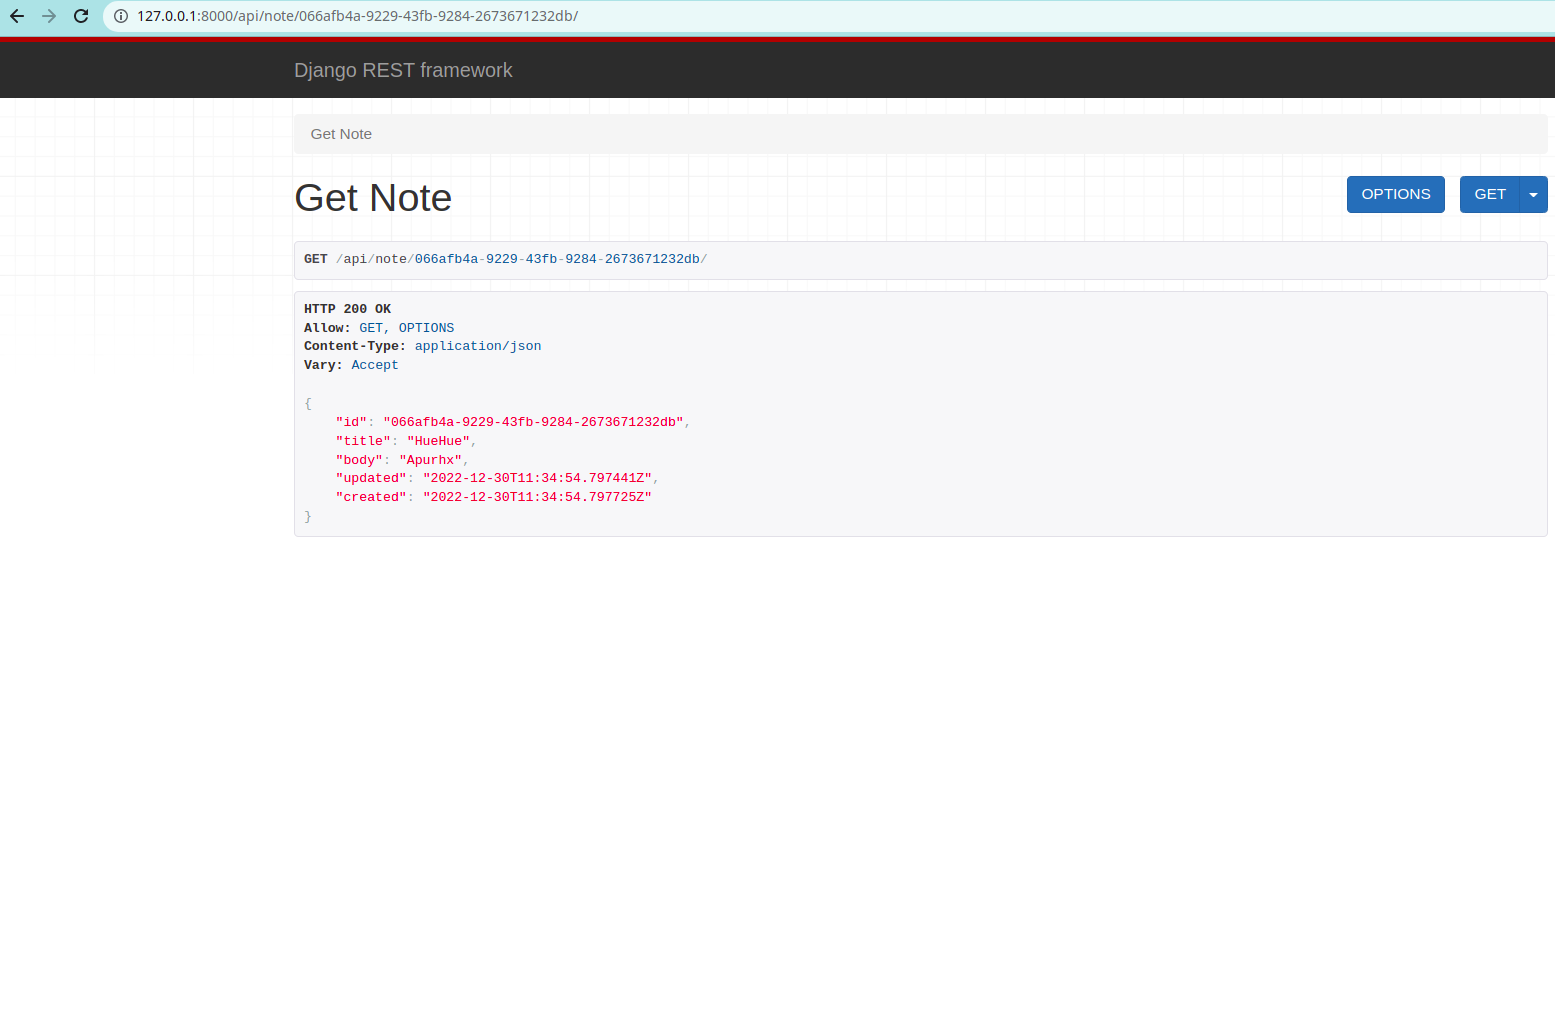 127.0.0.1:8000/api/note/066afb4a-9229-43fb-9284-2673671232db/
Django REST framework
Get Note
Get Note
OPTIONS
GET
GET /api/note/066afb4a-9229-43fb-9284-2673671232db/
HTTP 200 OK
Allow: GET, OPTIONS
Content-Type: application/json
Vary: Accept
{
    "id": "066afb4a-9229-43fb-9284-2673671232db",
    "title": "HueHue",
    "body": "Apurhx",
    "updated": "2022-12-30T11:34:54.797441Z",
    "created": "2022-12-30T11:34:54.797725Z"
}